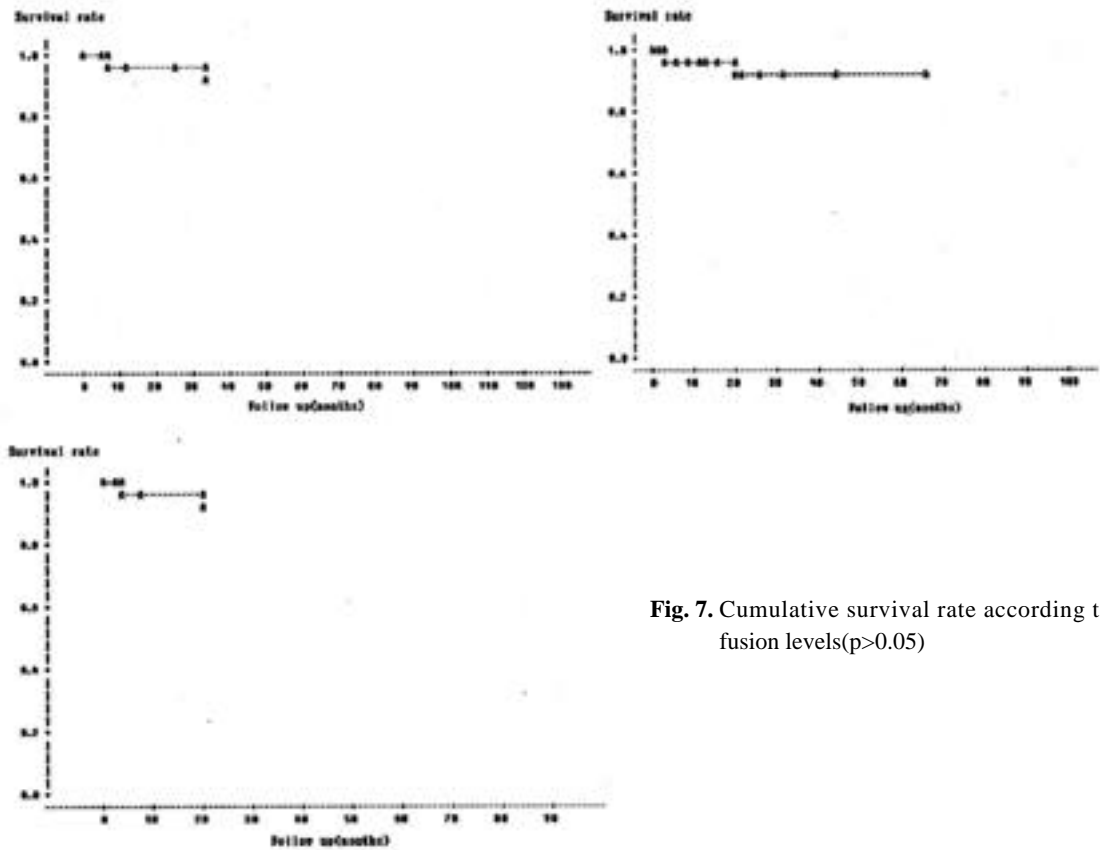 Survival rate
1.0
0.8
0.6
0.4
0.2
0.0
0 10 20 30 40 50 60 70 80 90 100 110 120 130
Follow up(months)
Survival rate
1.0
0.8
0.6
0.4
0.2
0.0
0 10 20 30 40 50 60 70 80 90 100
Follow up(months)
Survival rate
1.0
0.8
0.6
0.4
0.2
0.0
0 10 20 30 40 50 60 70 80 90
Follow up(months)
Fig. 7. Cumulative survival rate according t
fusion levels(p>0.05)